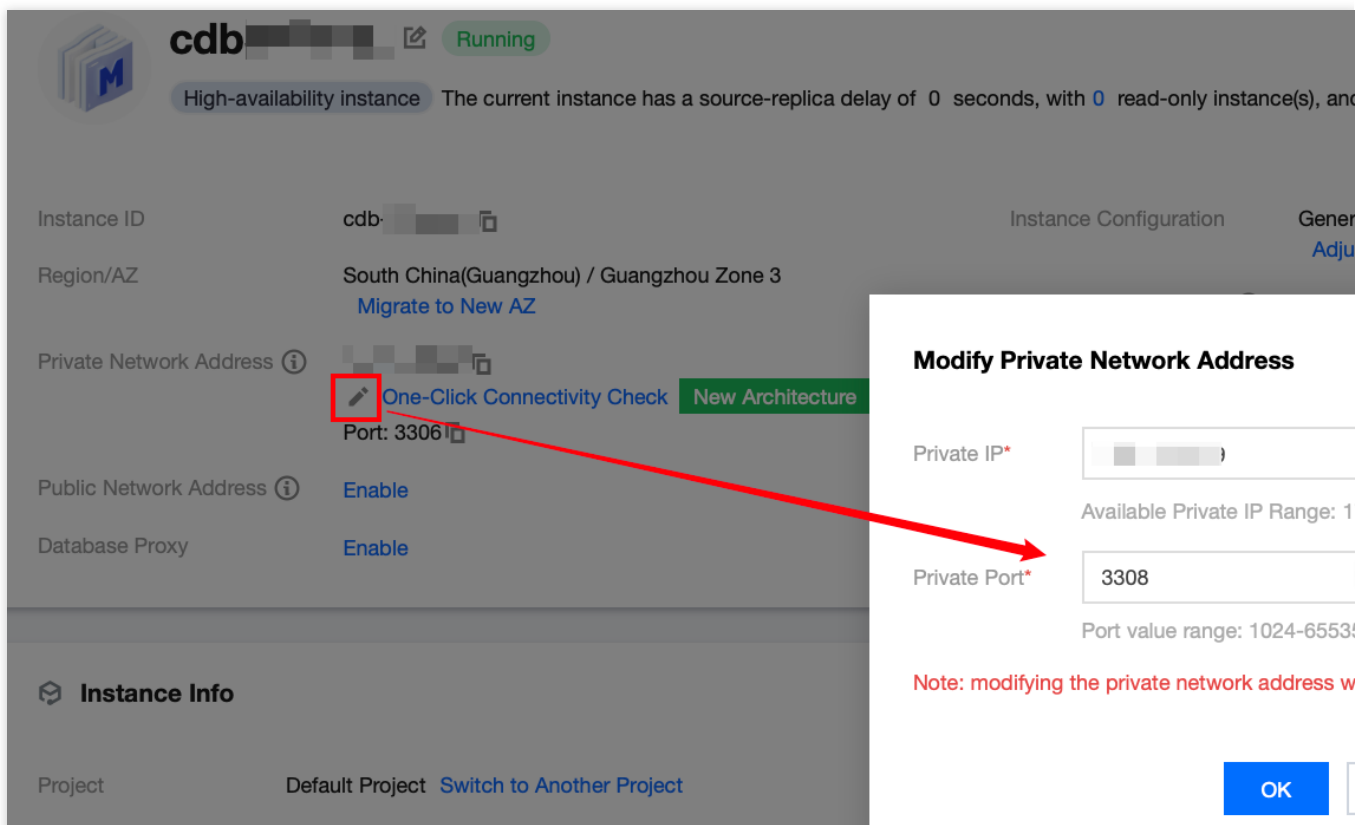 cdb
Running
High-availability instance The current instance has a source-replica delay of 0 seconds, with 0 read-only instance(s), and
Instance ID
cdb-
Instance Configuration
Gener
Region/AZ
South China(Guangzhou) / Guangzhou Zone 3
Adju
Migrate to New AZ
Private Network Address
One-Click Connectivity Check New Architecture
Port: 3306
Public Network Address
Enable
Database Proxy
Enable
Modify Private Network Address
Private IP*
Available Private IP Range: 1
Private Port*
3308
Port value range: 1024-65535
Note: modifying the private network address w
OK
Instance Info
Project
Default Project Switch to Another Project